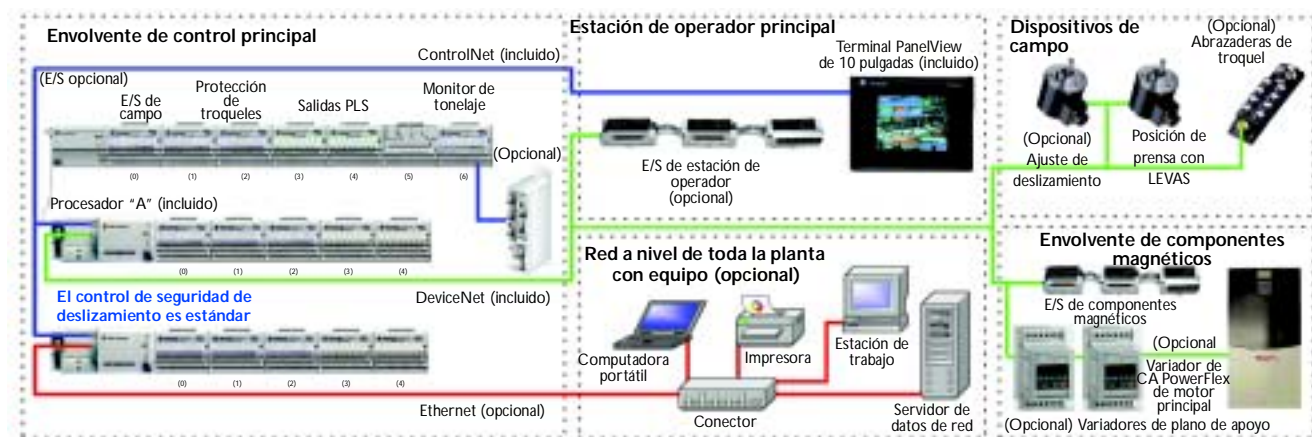 Envolvente de control principal
(E/S opcional)
ControlNet (incluido)
E/S de
campo
Protección
de
troqueles
Salidas PLS
Monitor de
tonelaje
(0)
(1)
(2)
(3)
(4)
(5)
(6)
(Opcional)
Procesador “A” (incluido)
(0)
(1)
(2)
(3)
(4)
El control de seguridad de
deslizamiento es estándar
DeviceNet (incluido)
(0)
(1)
(2)
(3)
(4)
Ethernet (opcional)
Estación de operador principal
Terminal PanelView
de 10 pulgadas (incluido)
E/S de estación de
operador
(opcional)
Red a nivel de toda la planta
con equipo (opcional)
Computadora
portátil
Impresora
Estación de
trabajo
Conector
Servidor de
datos de red
Dispositivos de
campo
(Opcional)
Abrazaderas de
troquel
(Opcional)
Ajuste de
deslizamiento
Posición de
prensa con
LEVAS
Envolvente de componentes
magnéticos
E/S de componentes
magnéticos
(Opcional
Variador de
CA PowerFlex
de motor
principal
(Opcional) Variadores de plano de apoyo